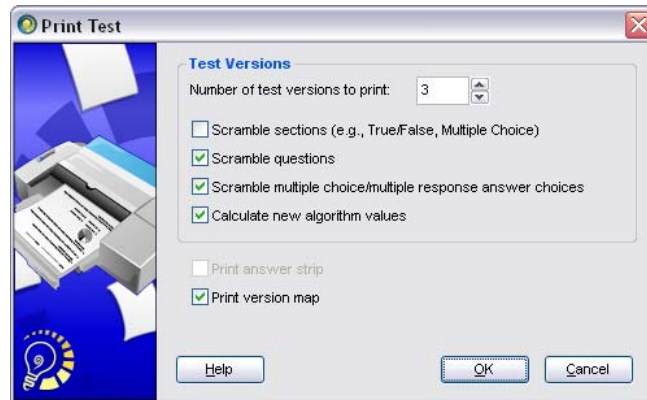 Print Test
Test Versions
Number of test versions to print: 3
Scramble sections (e.g., True/False, Multiple Choice)
Scramble questions
Scramble multiple choice/multiple response answer choices
Calculate new algorithm values
Print answer strip
Print version map
Help OK Cancel